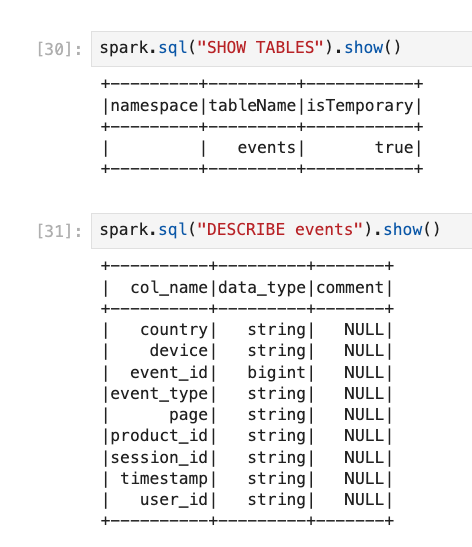 [30]: spark.sql("SHOW TABLES").show()
+---------+---------+-----------+
|namespace|tableName|isTemporary|
+---------+---------+-----------+
|         |   events|       true|
+---------+---------+-----------+
[31]: spark.sql("DESCRIBE events").show()
+----------+---------+-------+
|  col_name|data_type|comment|
+----------+---------+-------+
|   country|   string|   NULL|
|    device|   string|   NULL|
|  event_id|   bigint|   NULL|
|event_type|   string|   NULL|
|      page|   string|   NULL|
|product_id|   string|   NULL|
|session_id|   string|   NULL|
| timestamp|   string|   NULL|
|   user_id|   string|   NULL|
+----------+---------+-------+